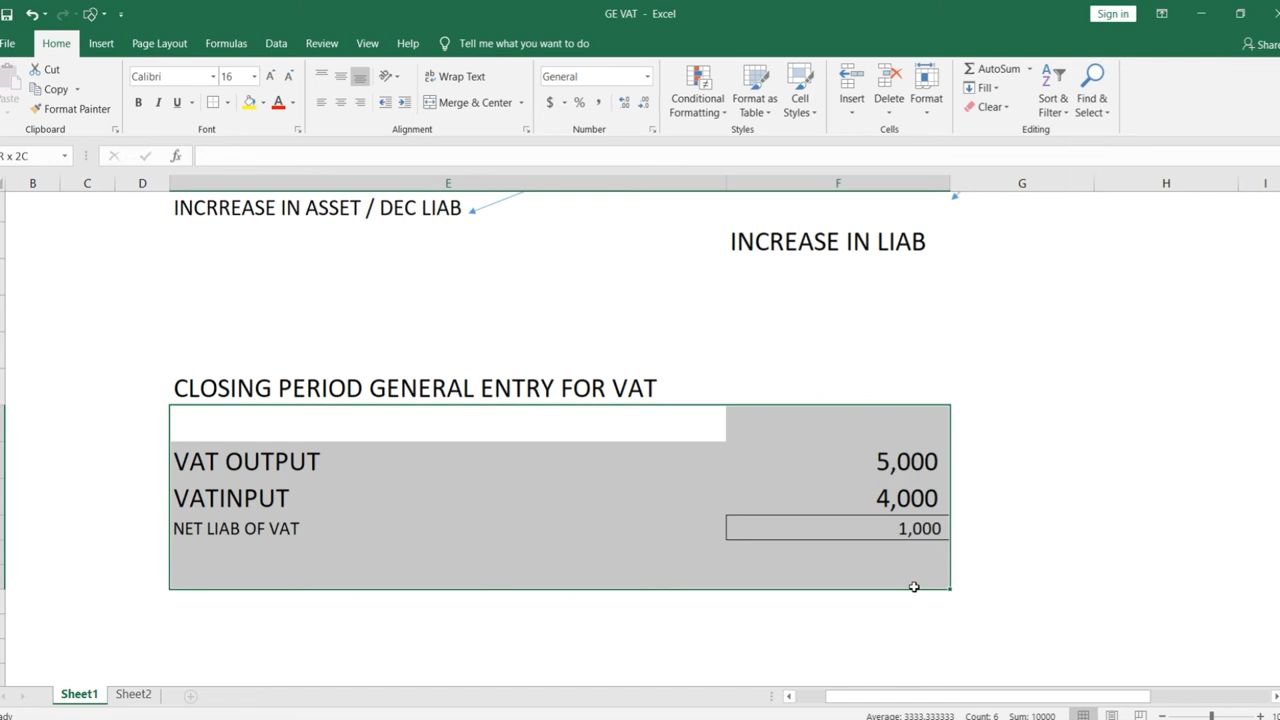 GE VAT - Excel
Sign in
File Home Insert Page Layout Formulas Data Review View Help Tell me what you want to do Share
Cut
Copy
Paste
Format Painter
Clipboard
Calibri 16
B I U
Font
Wrap Text
Merge & Center
Alignment
General
$ % ,
Number
Conditional Formatting
Format as Table
Cell Styles
Styles
Insert Delete Format
Cells
AutoSum
Fill
Clear
Sort & Filter
Find & Select
Editing
R x 2C fx
B C D E F G H I
INCRREASE IN ASSET / DEC LIAB
INCREASE IN LIAB
CLOSING PERIOD GENERAL ENTRY FOR VAT
VAT OUTPUT 5,000
VATINPUT 4,000
NET LIAB OF VAT 1,000
Sheet1 Sheet2
Average: 3333.333333 Count: 6 Sum: 10000